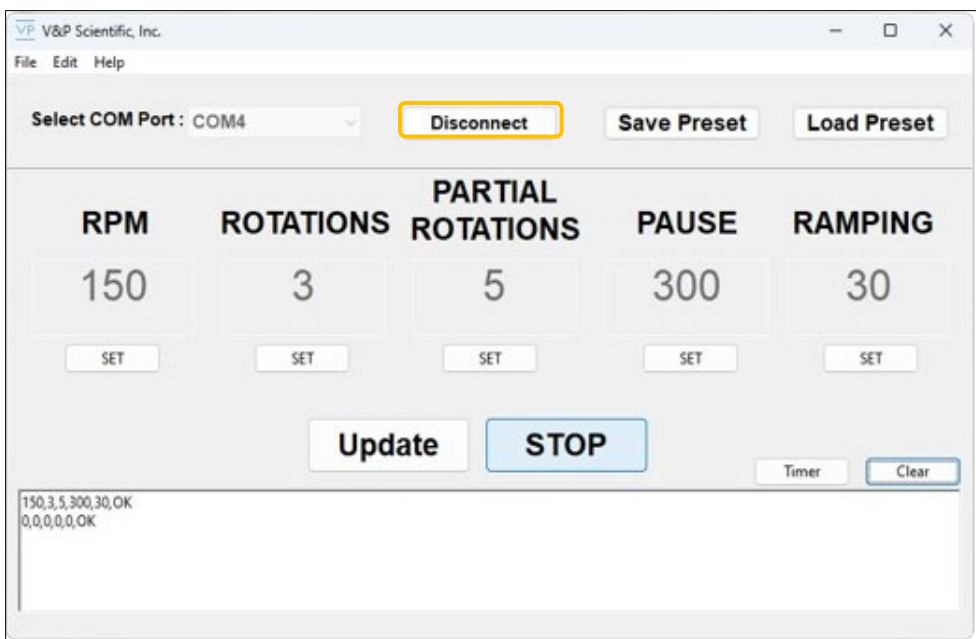 VP V&P Scientific, Inc.
File Edit Help
Select COM Port : COM4 Disconnect Save Preset Load Preset
RPM ROTATIONS PARTIAL ROTATIONS PAUSE RAMPING
150 3 5 300 30
SET SET SET SET SET
Update STOP
Timer Clear
150,3,5,300,30,OK
0,0,0,0,0,OK